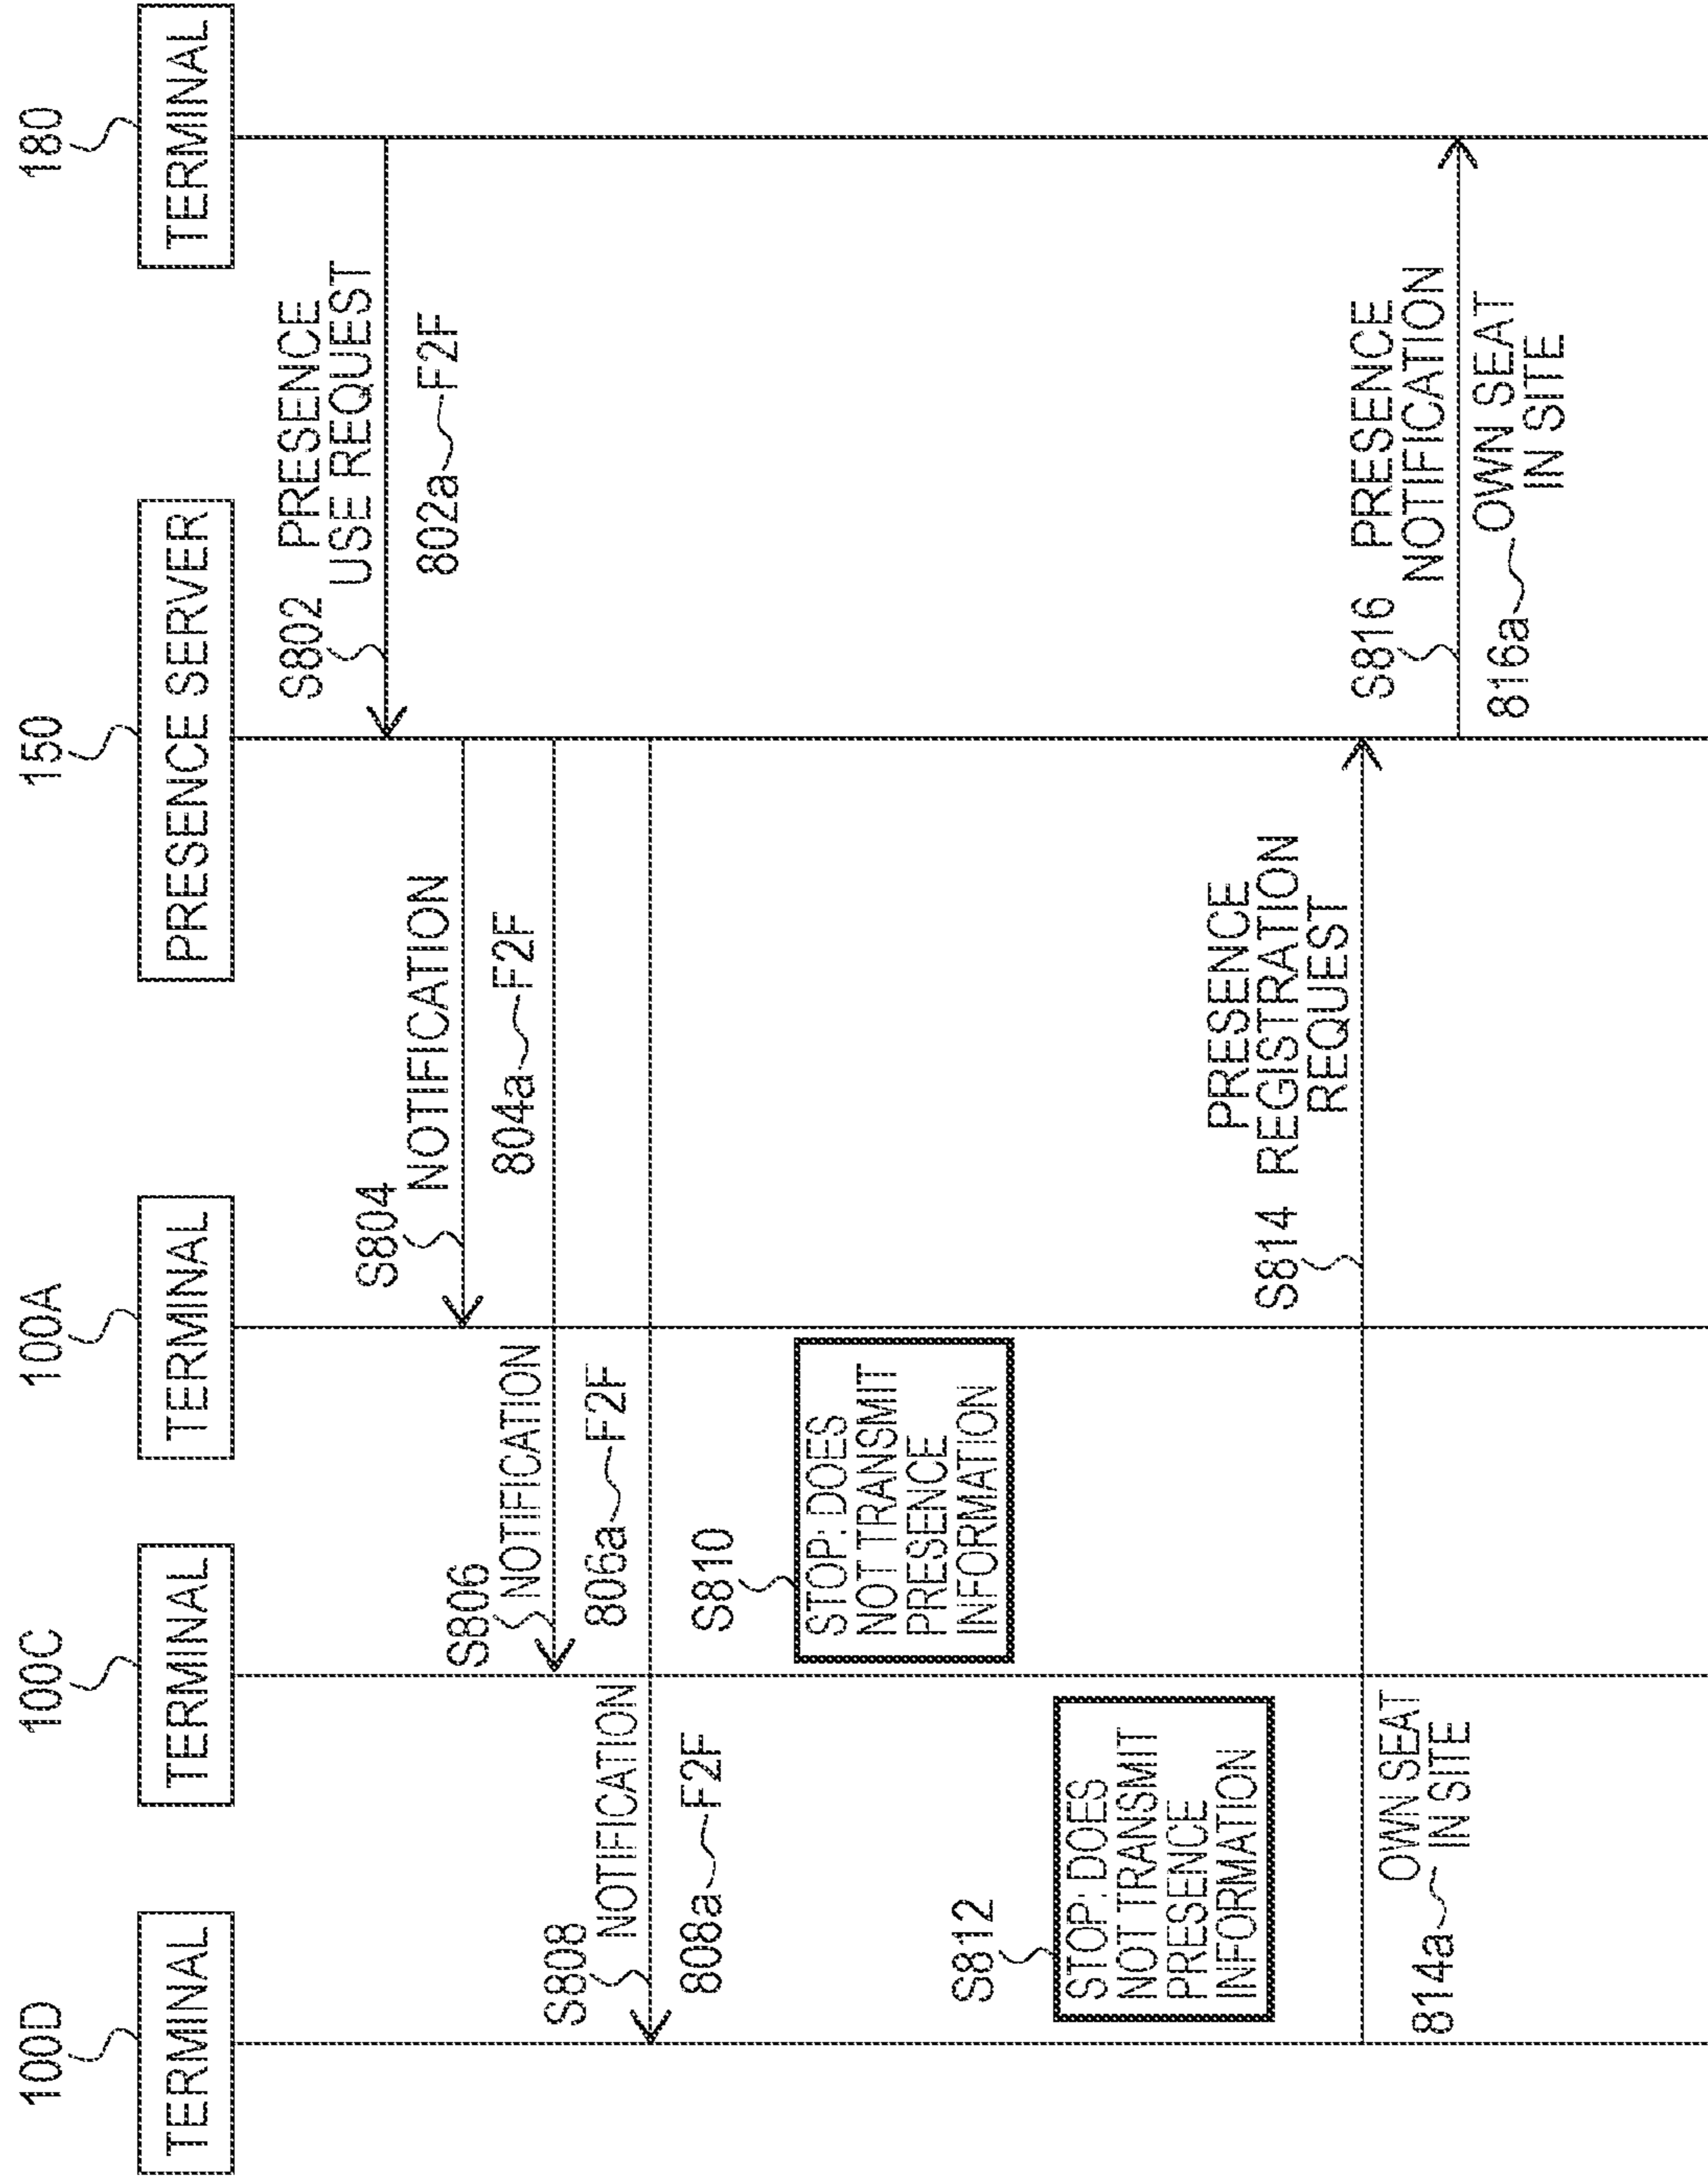 100D
TERMINAL
100C
TERMINAL
100A
TERMINAL
150
PRESENCE SERVER
180
TERMINAL
S802 PRESENCE
USE REQUEST
802a F2F
S804
NOTIFICATION
804a F2F
S806
NOTIFICATION
806a F2F
S808
NOTIFICATION
808a F2F
S810
STOP: DOES
NOT TRANSMIT
PRESENCE
INFORMATION
S812
STOP: DOES
NOT TRANSMIT
PRESENCE
INFORMATION
PRESENCE
S814 REGISTRATION
REQUEST
814a OWN SEAT
IN SITE
S816 PRESENCE
NOTIFICATION
816a OWN SEAT
IN SITE